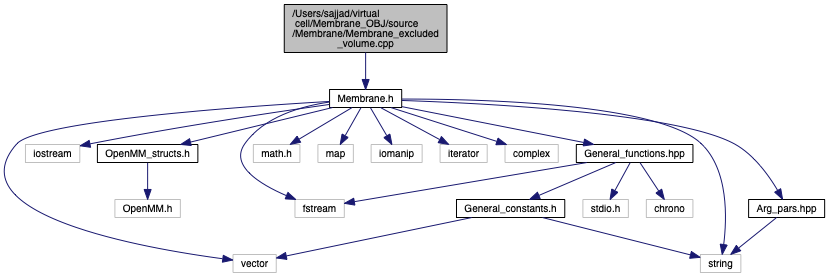 /Users/sajjad/virtual
cell/Membrane_OBJ/source
/Membrane/Membrane_excluded
_volume.cpp
Membrane.h
iostream
OpenMM_structs.h
math.h
map
iomanip
iterator
complex
General_functions.hpp
OpenMM.h
fstream
General_constants.h
stdio.h
chrono
Arg_pars.hpp
vector
string